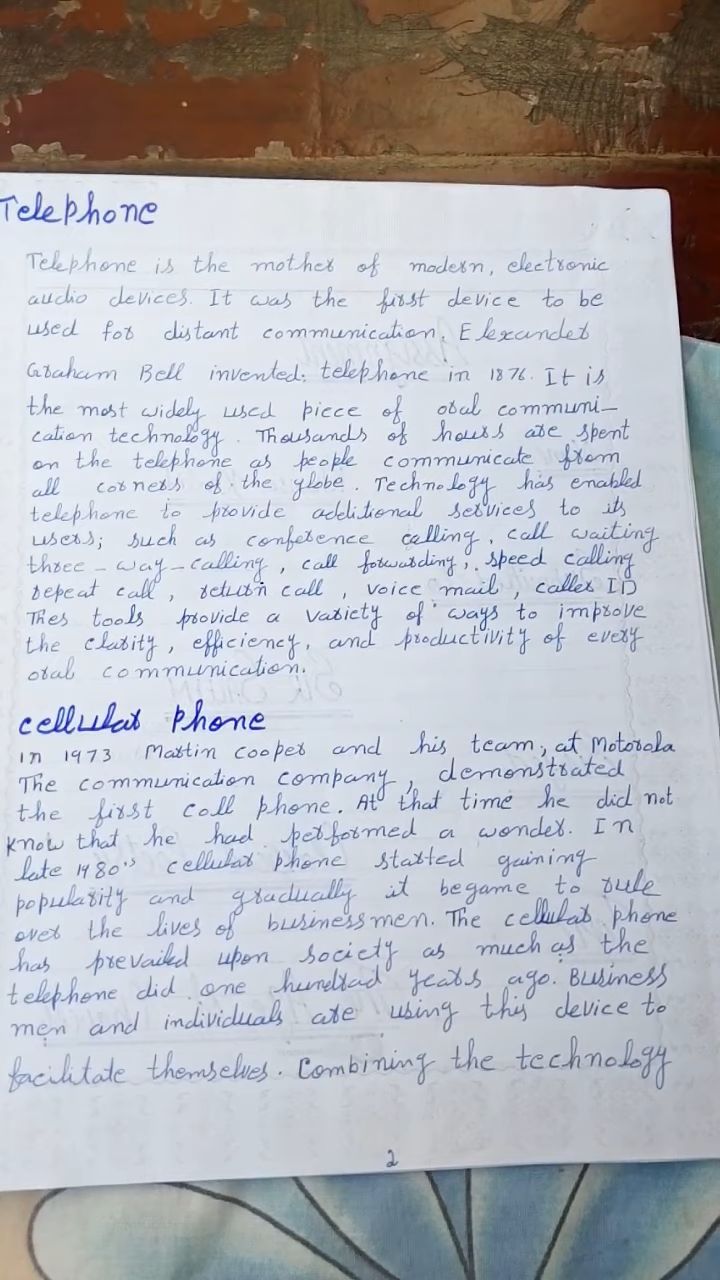 Telephone
Telephone is the mother of modern, electronic
audio devices. It was the first device to be
used for distant communication. Elexander
Graham Bell invented; telephone in 1876. It is
the most widely used piece of oral communi-
cation technology. Thousands of hours are spent
on the telephone as people communicate from
all corners of the globe. Technology has enabled
telephone to provide additional services to its
users; such as conference calling, call waiting
three-way-calling, call forwarding, speed calling
repeat call, return call, voice mail, caller ID
Thes tools provide a variety of ways to improve
the clarity, efficiency, and productivity of every
oral communication.
cellular phone
in 1973 Martin cooper and his team, at Motorola
The communication company, demonstrated
the first coll phone. At that time he did not
know that he had performed a wonder. In
late 1980's cellular phone started gaining
popularity and gradually it begame to rule
over the lives of businessmen. The cellular phone
has prevailed upon society as much as the
telephone did one hundrad years ago. Business
men and individuals are using this device to
facilitate themselves. Combining the technology
2